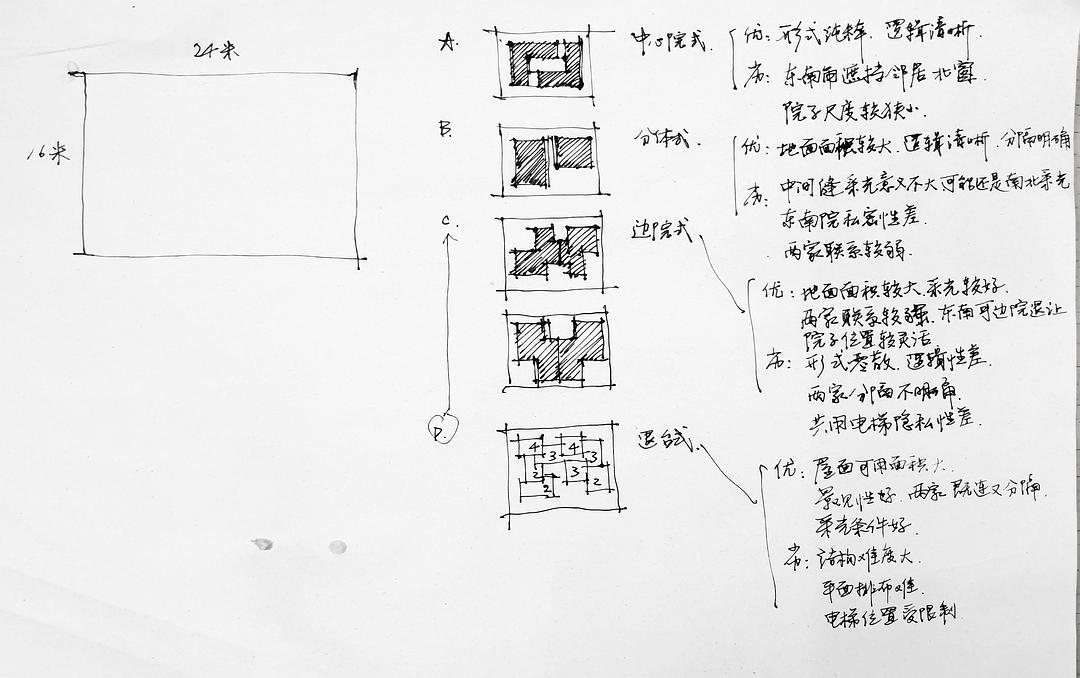 24米
16米
A.
中心院式.
优: 形式纯粹. 逻辑清晰.
劣: 东南角遮挡邻居北窗.
院子尺度较狭小.
B.
分体式.
优: 地面面积较大. 逻辑清晰. 分隔明确
劣: 中间缝采光意义不大可能还是南北采光
东南院私密性差.
两家联系较弱.
C.
边院式
优: 地面面积较大. 采光较好.
两家联系较强. 东南可边院退让
院子位置较灵活
劣: 形式零散. 逻辑性差.
两家分界面不明确.
共用电梯隐私性差.
D.
4 3 4 3
2 3 2
2
退台式.
优: 屋面可用面积大.
景观性好. 两家既连又分隔.
采光条件好.
劣: 结构难度大.
平面排布难.
电梯位置受限制